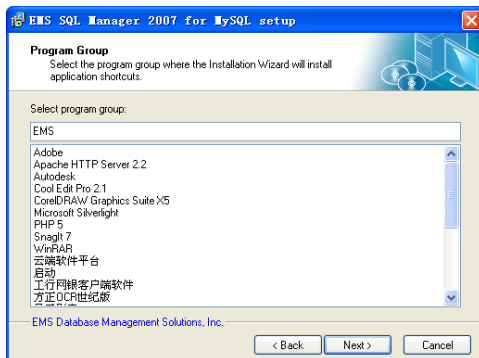 EMS SQL Manager 2007 for MySQL setup
Program Group
Select the program group where the Installation Wizard will install
application shortcuts.
Select program group:
EMS
Adobe
Apache HTTP Server 2.2
Autodesk
Cool Edit Pro 2.1
CorelDRAW Graphics Suite X5
Microsoft Silverlight
PHP 5
SnagIt 7
WinRAR
云端软件平台
启动
工行网银客户端软件
方正OCR世纪版
EMS Database Management Solutions, Inc.
< Back
Next >
Cancel